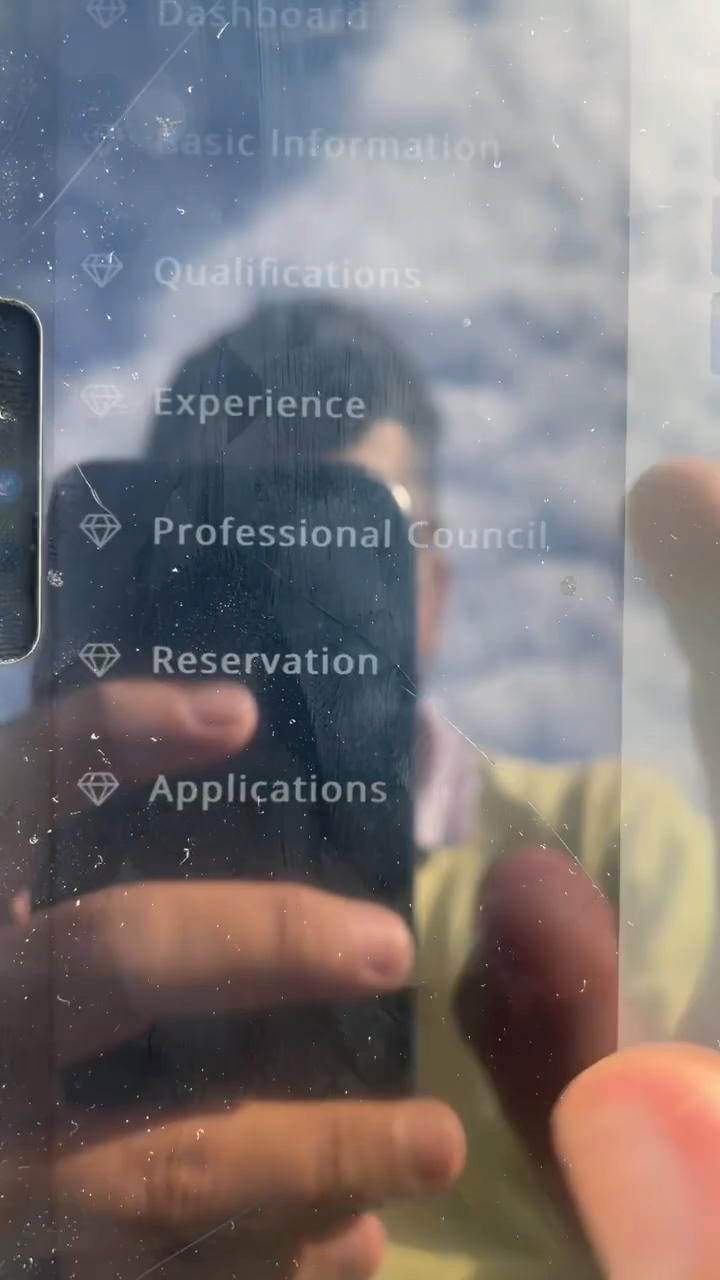 Dashboard
Basic Information
Qualifications
Experience
Professional Council
Reservation
Applications